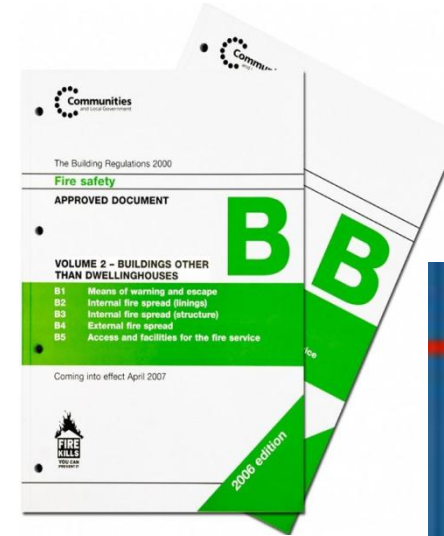 Communities
and Local Government
The Building Regulations 2000
Fire safety
APPROVED DOCUMENT
B
VOLUME 2 – BUILDINGS OTHER
THAN DWELLINGHOUSES
B1 Means of warning and escape
B2 Internal fire spread (linings)
B3 Internal fire spread (structure)
B4 External fire spread
B5 Access and facilities for the fire service
Coming into effect April 2007
FIRE
KILLS
YOU CAN
PREVENT IT
2006 edition
B